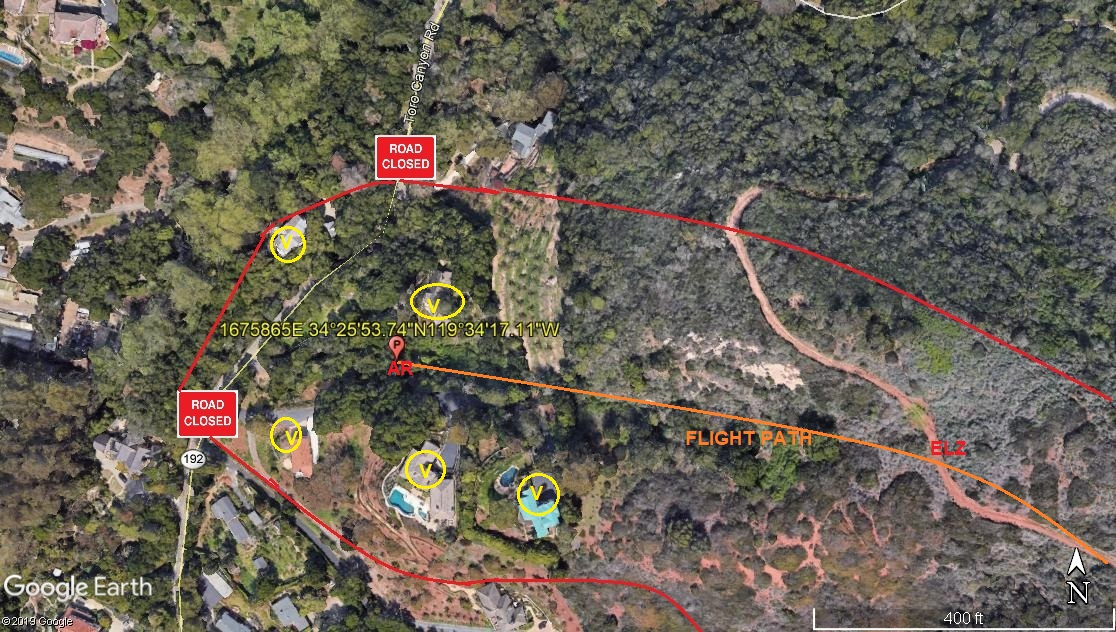 Toro Canyon Rd
ROAD
CLOSED
V
V
1675865E 34°25'53.74"N119°34'17.11"W
P
AR
ROAD
CLOSED
FLIGHT PATH
ELZ
V
192
V
V
Google Earth
N
©2019 Google
400 ft